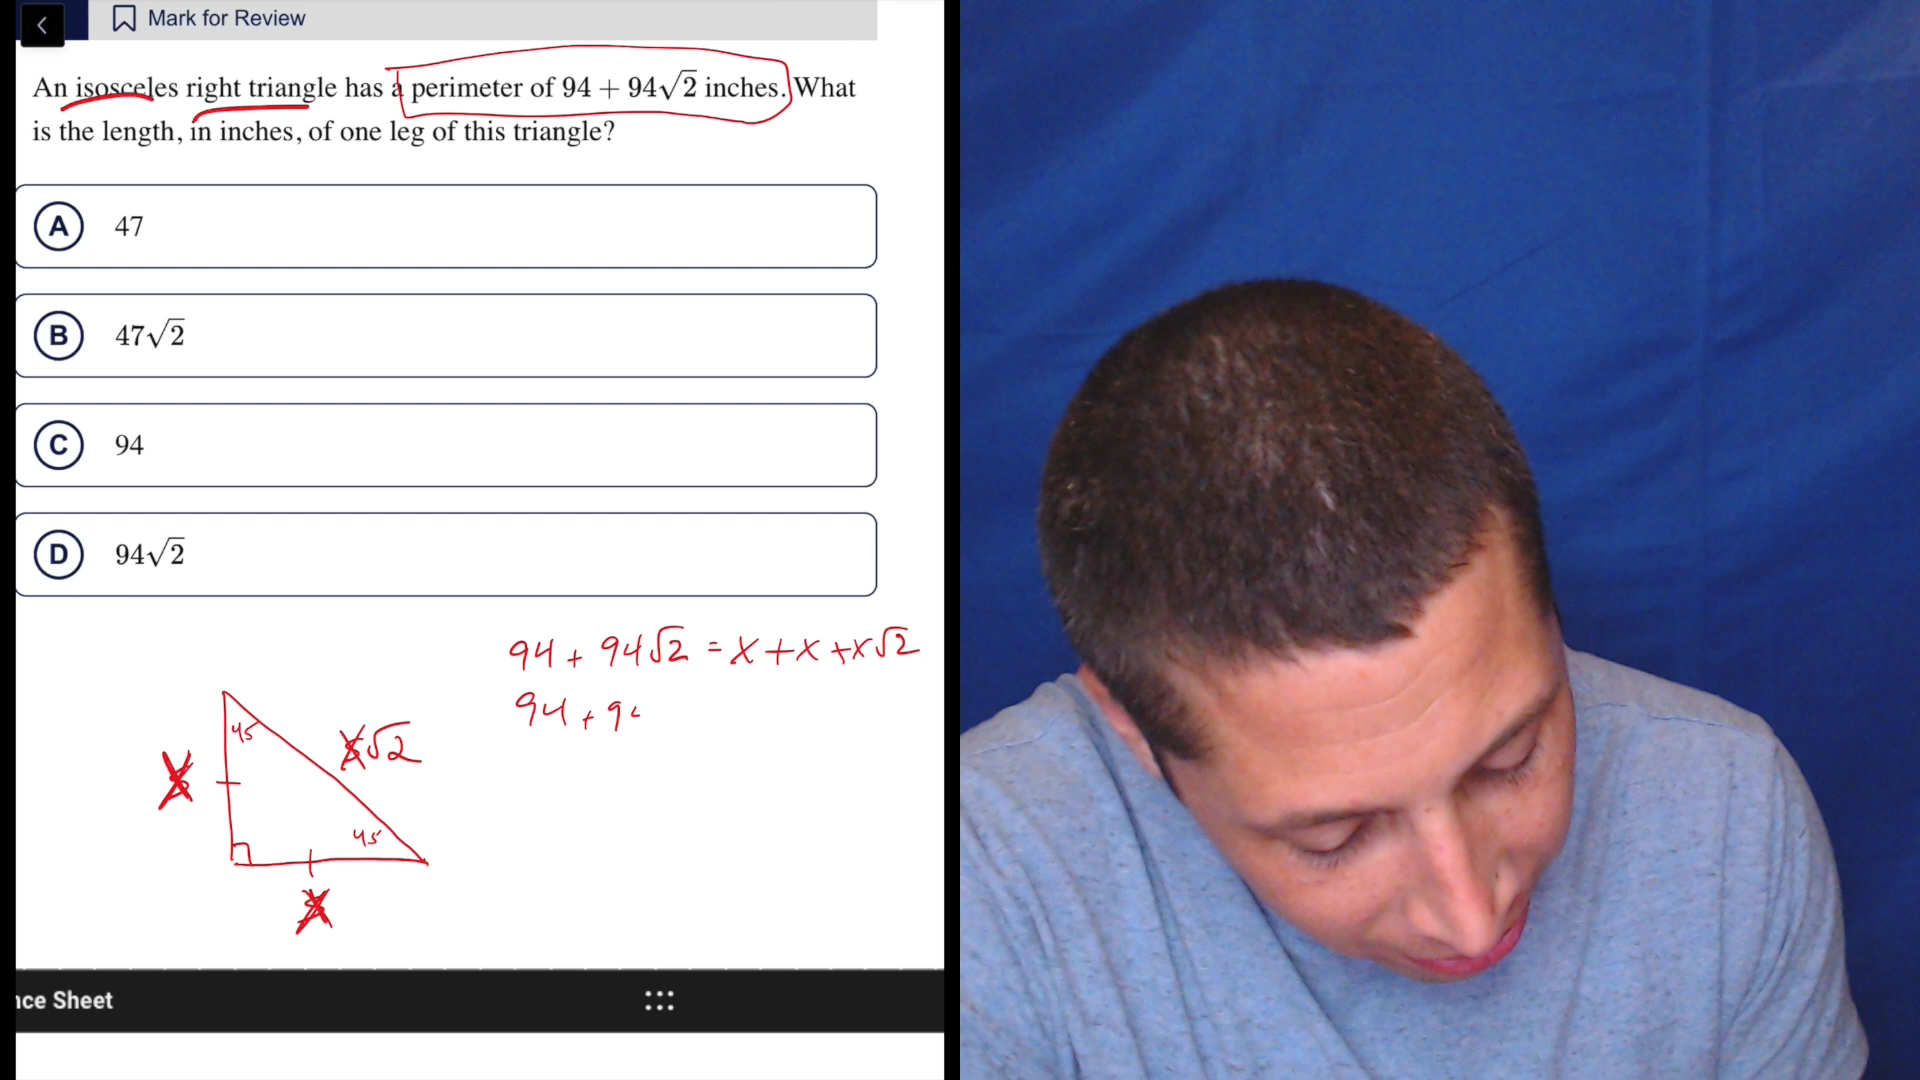 Mark for Review
An isosceles right triangle has a perimeter of 94 + 94√2 inches. What
is the length, in inches, of one leg of this triangle?
A 47
B 47√2
C 94
D 94√2
94 + 94√2 = x + x + x√2
94 + 9
45
x√2
x
45
x
nce Sheet